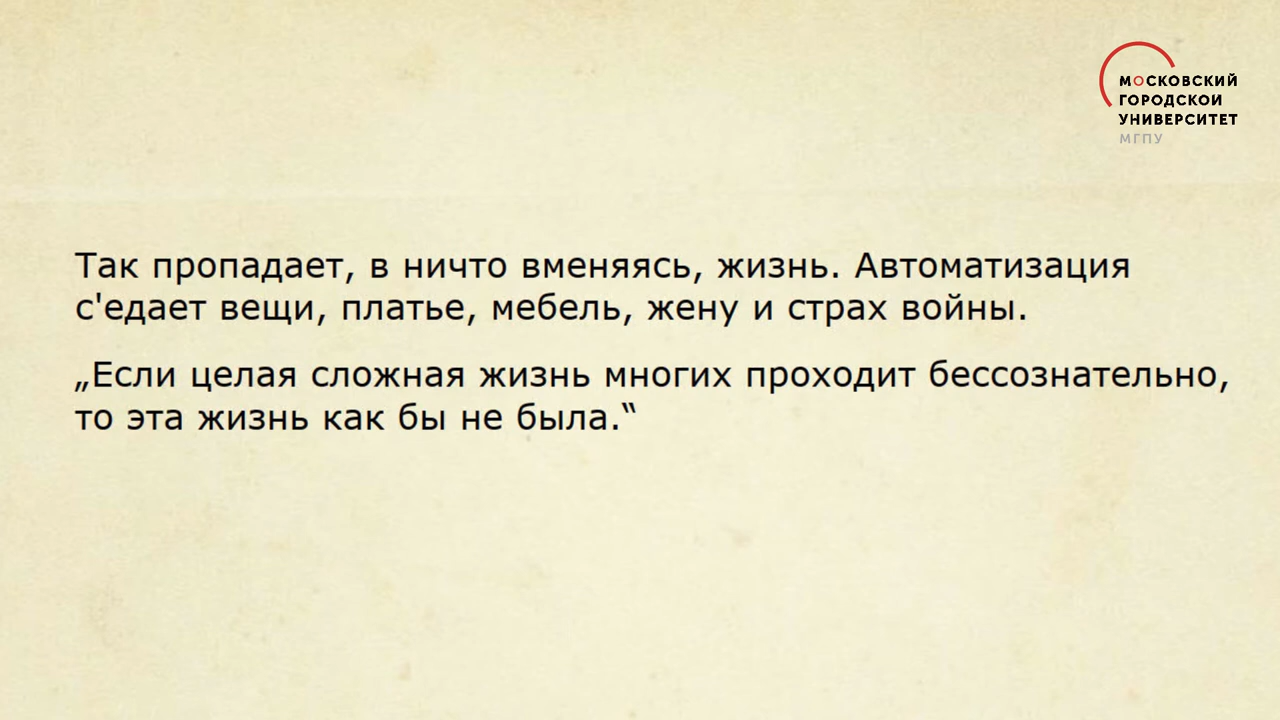 МОСКОВСКИЙ
ГОРОДСКОЙ
УНИВЕРСИТЕТ
МГПУ
Так пропадает, в ничто вменяясь, жизнь. Автоматизация
с'едает вещи, платье, мебель, жену и страх войны.
„Если целая сложная жизнь многих проходит бессознательно,
то эта жизнь как бы не была.‟